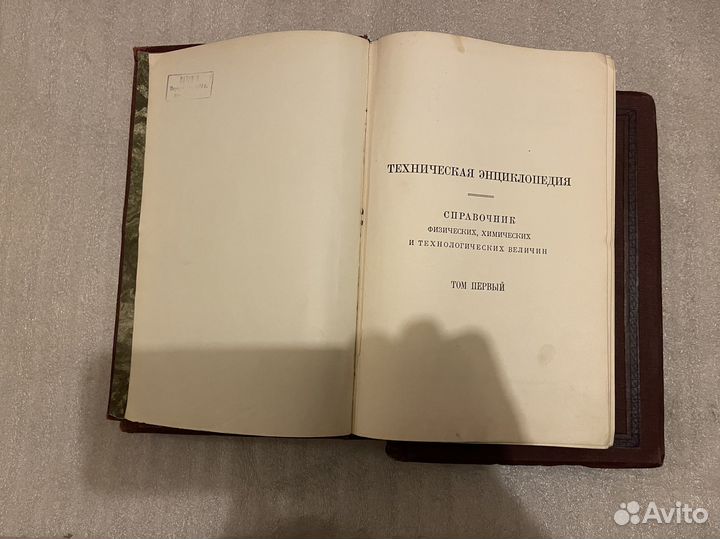 ТЕХНИЧЕСКАЯ ЭНЦИКЛОПЕДИЯ
СПРАВОЧНИК
ФИЗИЧЕСКИХ, ХИМИЧЕСКИХ
И ТЕХНОЛОГИЧЕСКИХ ВЕЛИЧИН
ТОМ ПЕРВЫЙ
Avito